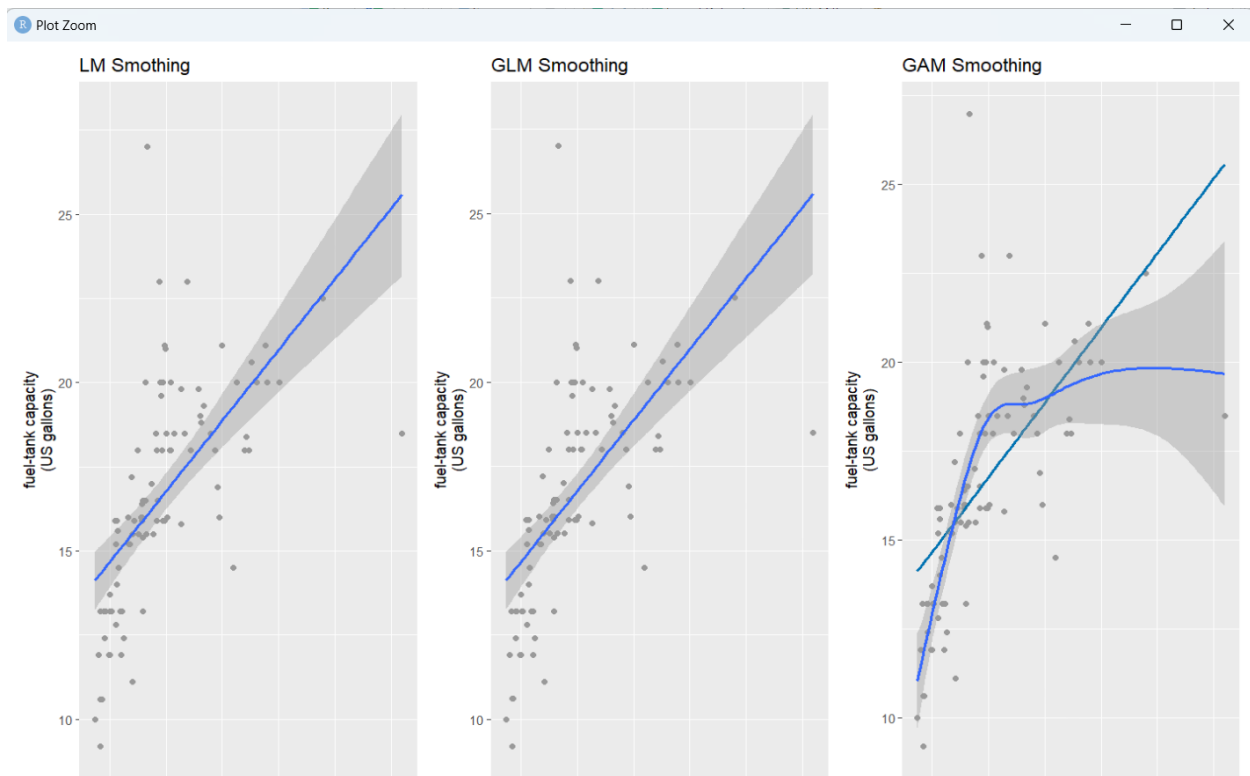 R Plot Zoom
LM Smothing
25
20
15
10
fuel-tank capacity
(US gallons)
GLM Smoothing
25
20
15
10
fuel-tank capacity
(US gallons)
GAM Smoothing
25
20
15
10
fuel-tank capacity
(US gallons)